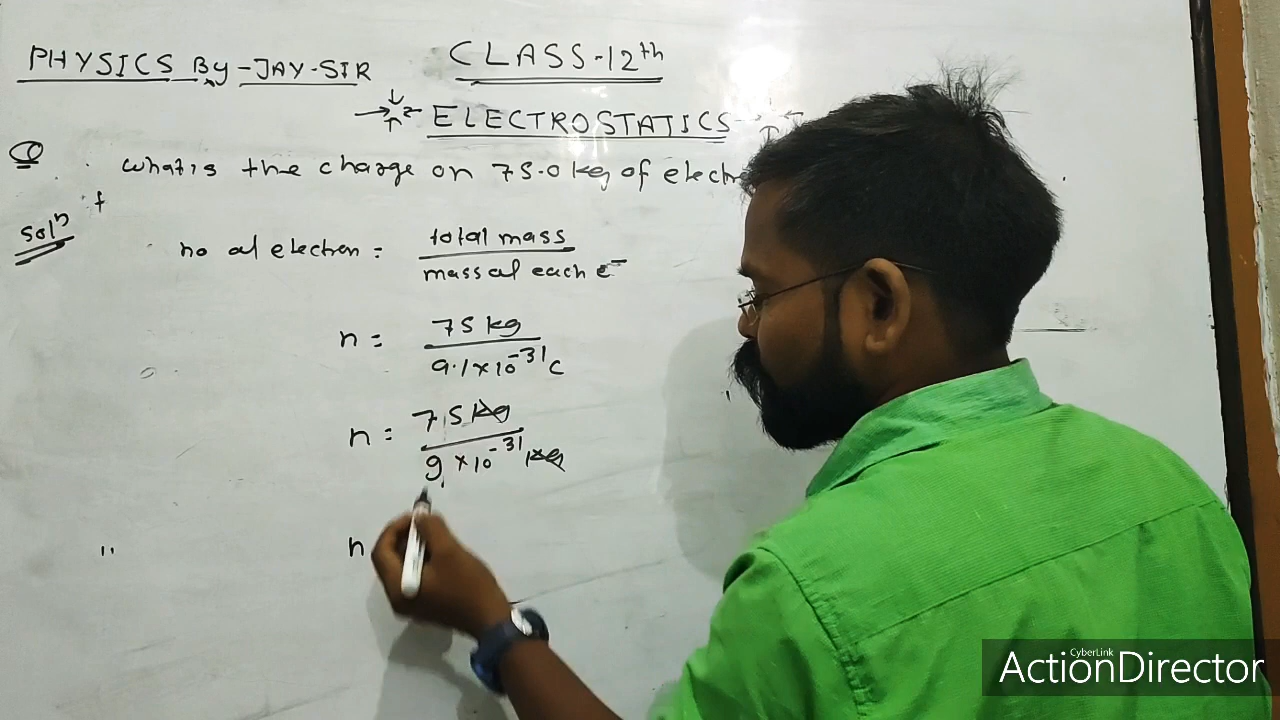 PHYSICS By-JAY-SIR
CLASS-12th
ELECTROSTATICS
Q. what is the charge on 75.0 kg of electr
Solⁿ
no of electron = total mass / mass of each e⁻
n = 75 kg / 9.1×10⁻³¹ C
n = 75 kg / 9 × 10⁻³¹ kg
n
CyberLink
ActionDirector